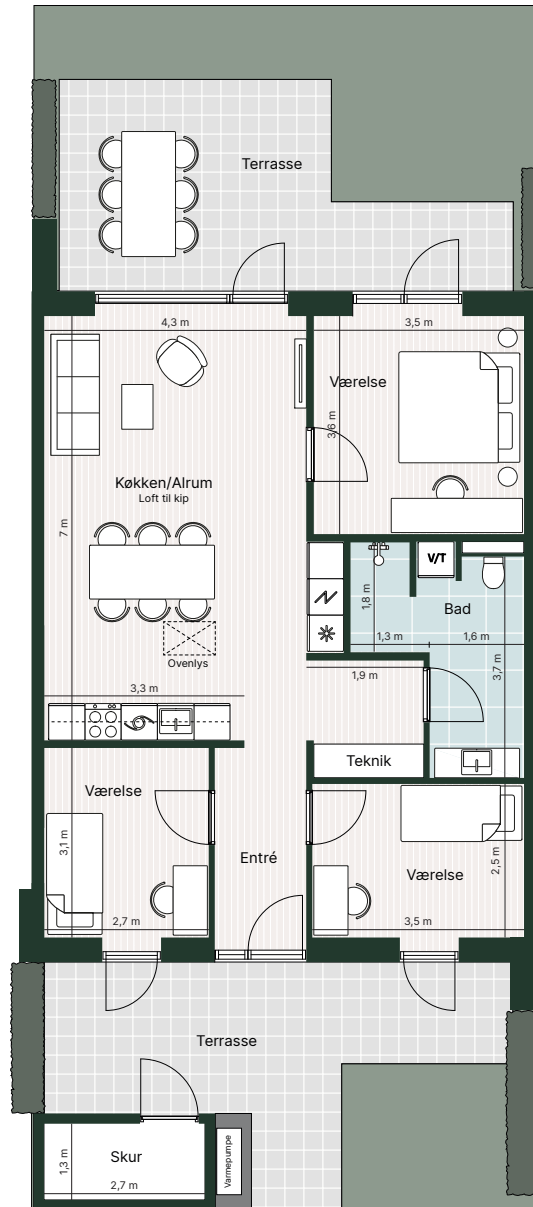 Terrasse
4,3 m
3,5 m
Værelse
3,6 m
Køkken/Alrum
Loft til kip
7 m
V/T
Bad
1,8 m
1,3 m
1,6 m
Ovenlys
3,7 m
1,9 m
3,3 m
Teknik
Værelse
3,1 m
Entré
2,5 m
Værelse
2,7 m
3,5 m
Terrasse
Varmepumpe
Skur
1,3 m
2,7 m